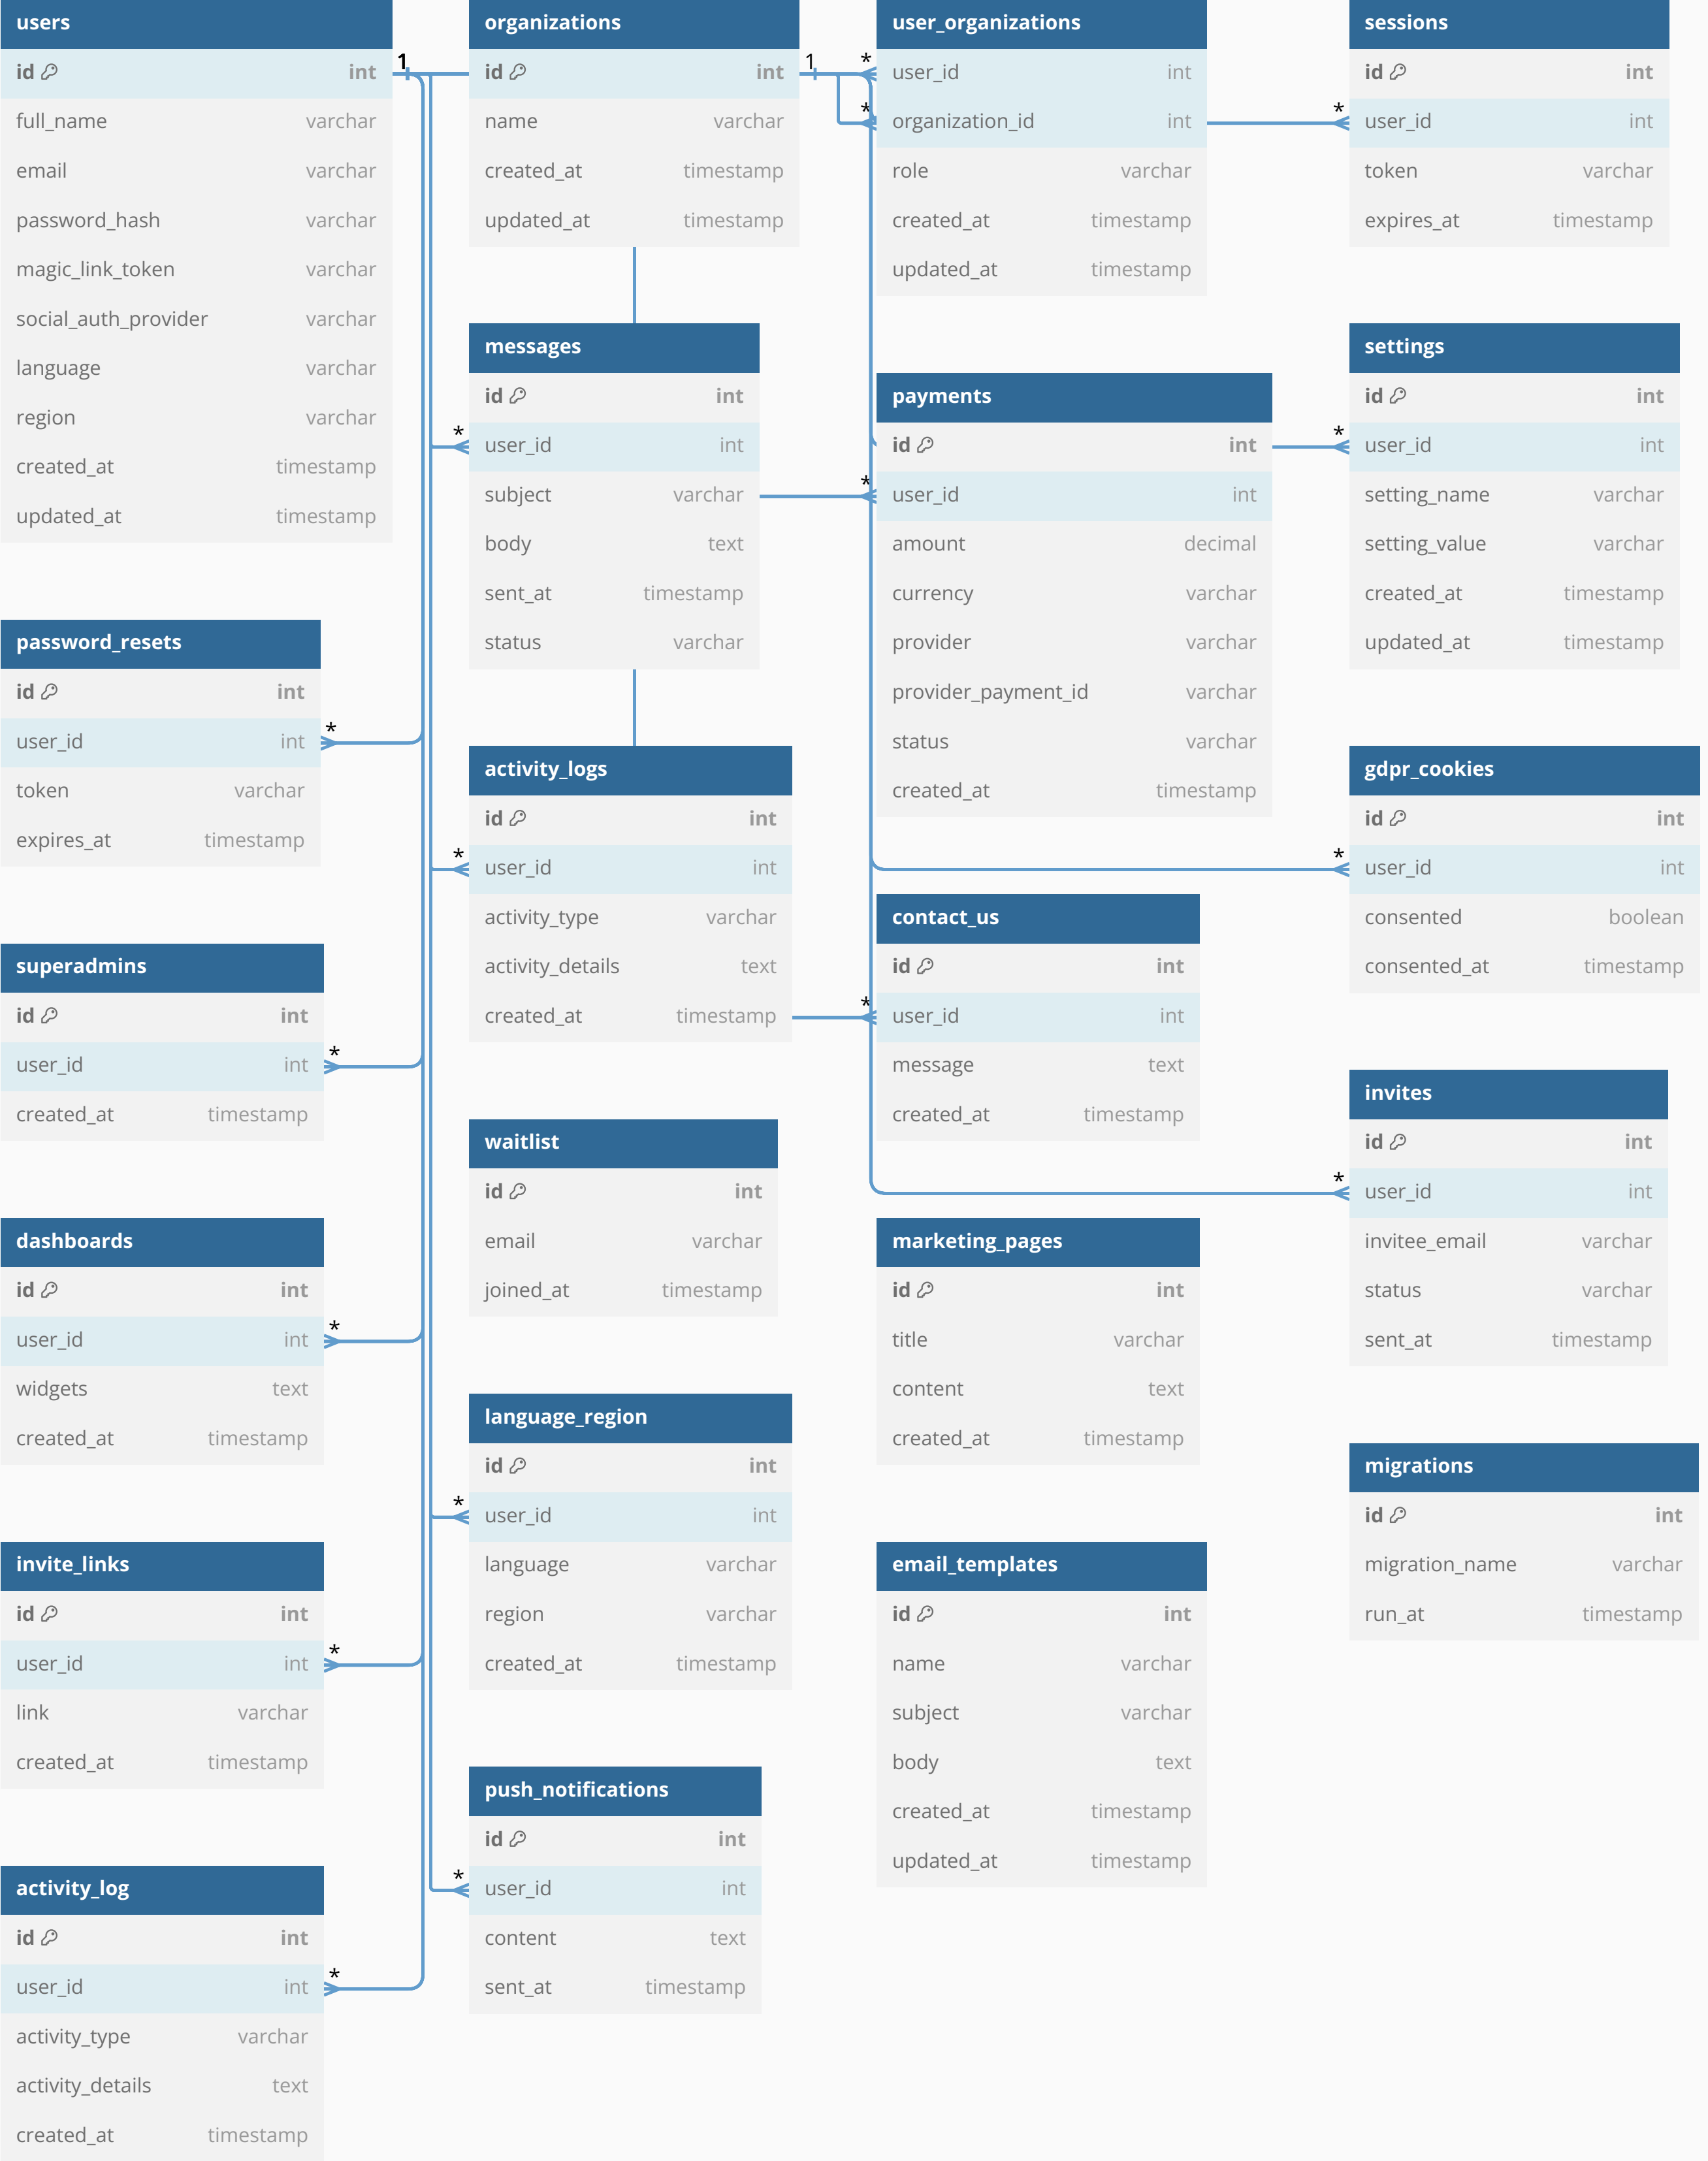 users
id int
full_name varchar
email varchar
password_hash varchar
magic_link_token varchar
social_auth_provider varchar
language varchar
region varchar
created_at timestamp
updated_at timestamp
1
organizations
id int
name varchar
created_at timestamp
updated_at timestamp
1
*
*
user_organizations
user_id int
organization_id int
role varchar
created_at timestamp
updated_at timestamp
*
sessions
id int
user_id int
token varchar
expires_at timestamp
messages
id int
* user_id int
subject varchar
body text
sent_at timestamp
status varchar
payments
id int
* user_id int
amount decimal
currency varchar
provider varchar
provider_payment_id varchar
status varchar
created_at timestamp
settings
id int
* user_id int
setting_name varchar
setting_value varchar
created_at timestamp
updated_at timestamp
password_resets
id int
user_id int *
token varchar
expires_at timestamp
activity_logs
id int
* user_id int
activity_type varchar
activity_details text
created_at timestamp
gdpr_cookies
id int
* user_id int
consented boolean
consented_at timestamp
contact_us
id int
* user_id int
message text
created_at timestamp
superadmins
id int
user_id int *
created_at timestamp
waitlist
id int
email varchar
joined_at timestamp
invites
id int
* user_id int
invitee_email varchar
status varchar
sent_at timestamp
dashboards
id int
user_id int *
widgets text
created_at timestamp
marketing_pages
id int
title varchar
content text
created_at timestamp
language_region
id int
* user_id int
language varchar
region varchar
created_at timestamp
migrations
id int
migration_name varchar
run_at timestamp
invite_links
id int
user_id int *
link varchar
created_at timestamp
email_templates
id int
name varchar
subject varchar
body text
created_at timestamp
updated_at timestamp
push_notifications
id int
* user_id int
content text
sent_at timestamp
activity_log
id int
user_id int *
activity_type varchar
activity_details text
created_at timestamp